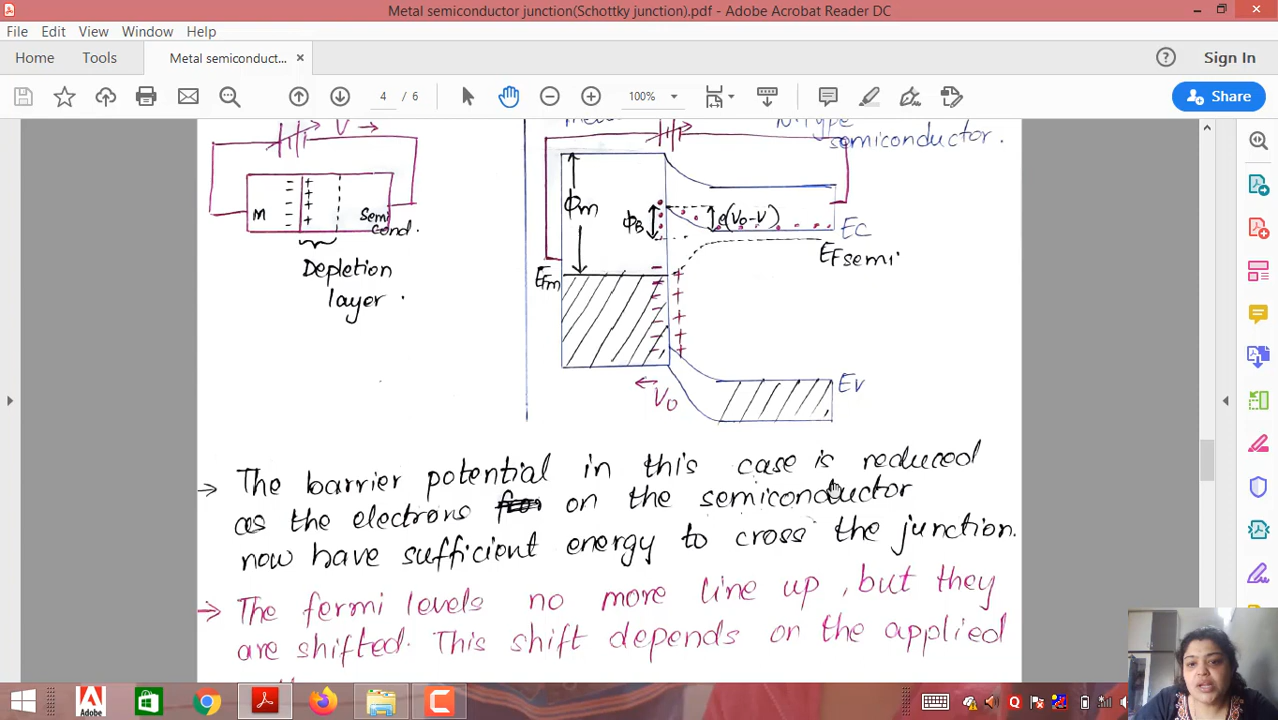 Metal semiconductor junction(Schottky junction).pdf - Adobe Acrobat Reader DC
File Edit View Window Help
Home Tools Metal semiconduct... × Sign In
4 / 6 100% Share
V →
N-Type
semiconductor.
M
Semi
cond.
Depletion
layer.
Φm
ΦB
e(V0-V)
EC
EFsemi
EFm
Ev
← V0
→ The barrier potential in this case is reduced
as the electrons on the semiconductor
now have sufficient energy to cross the junction.
→ The fermi levels no more line up, but they
are shifted. This shift depends on the applied
Adobe